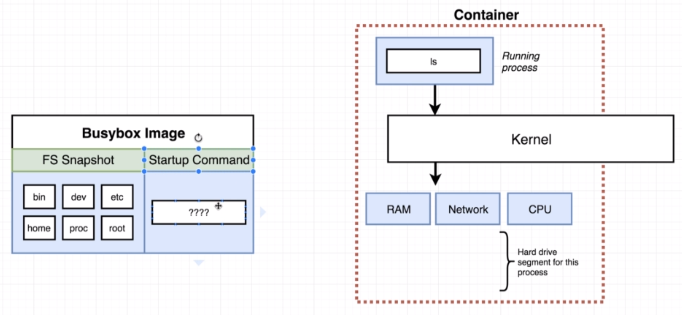 Container
ls
Running
process
Busybox Image
Kernel
FS Snapshot
Startup Command
bin
dev
etc
????
home
proc
root
RAM
Network
CPU
Hard drive
segment for this
process